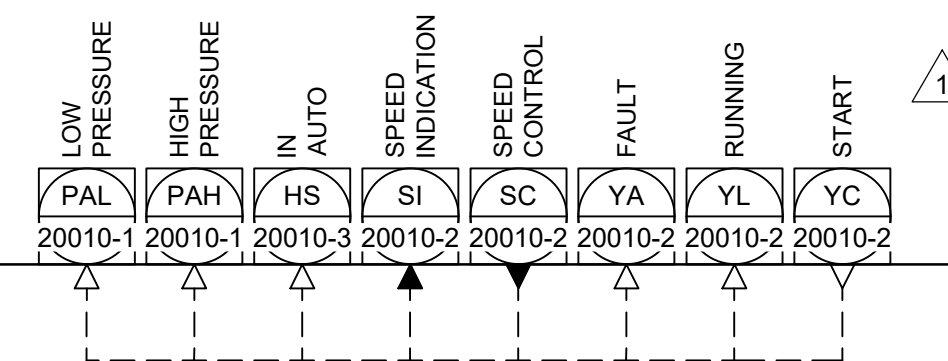 LOW
PRESSURE
HIGH
PRESSURE
IN
AUTO
SPEED
INDICATION
SPEED
CONTROL
FAULT
RUNNING
START
1
PAL
PAH
HS
SI
SC
YA
YL
YC
20010-1
20010-1
20010-3
20010-2
20010-2
20010-2
20010-2
20010-2